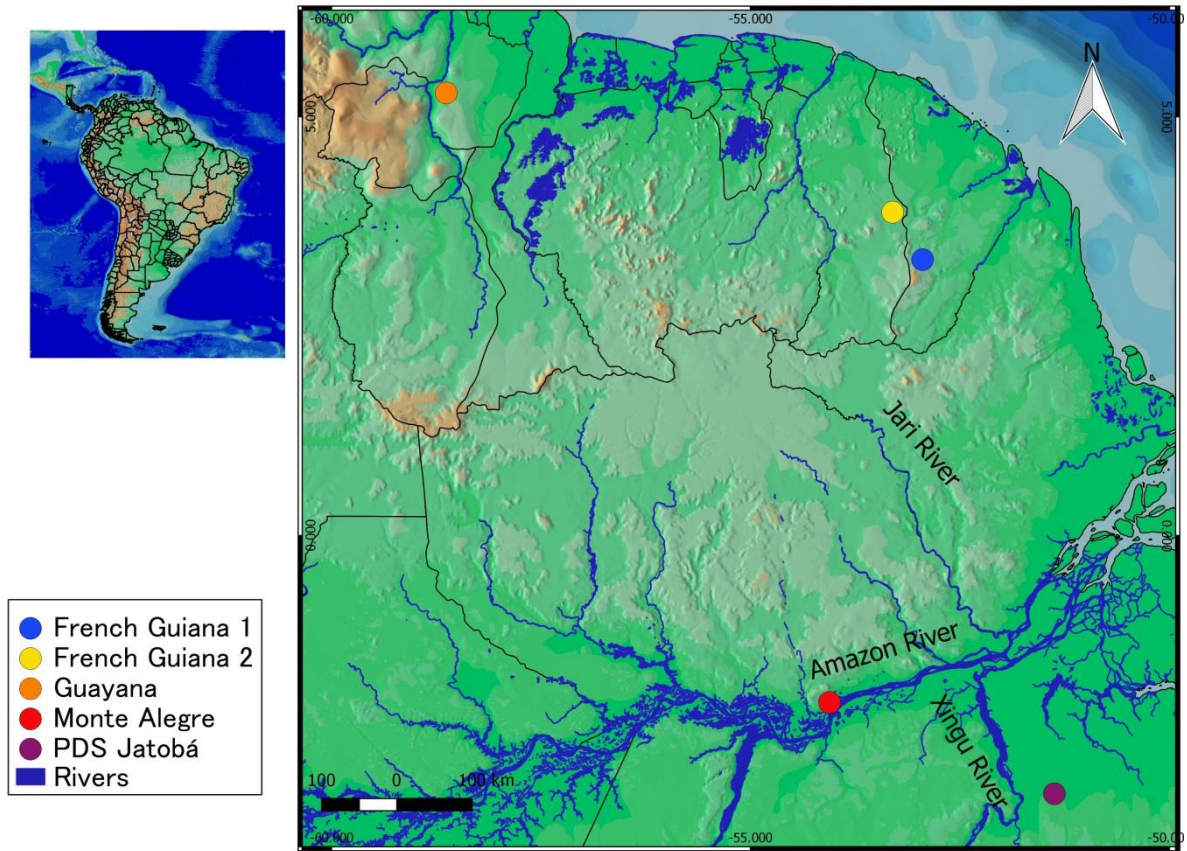 -60.000
-55.000
-50.00
N
5.000
5.000
Jari River
0.000
0.000
Amazon River
Xingu River
100 0 100 km
-60.000
-55.000
-50.00
French Guiana 1
French Guiana 2
Guayana
Monte Alegre
PDS Jatobá
Rivers